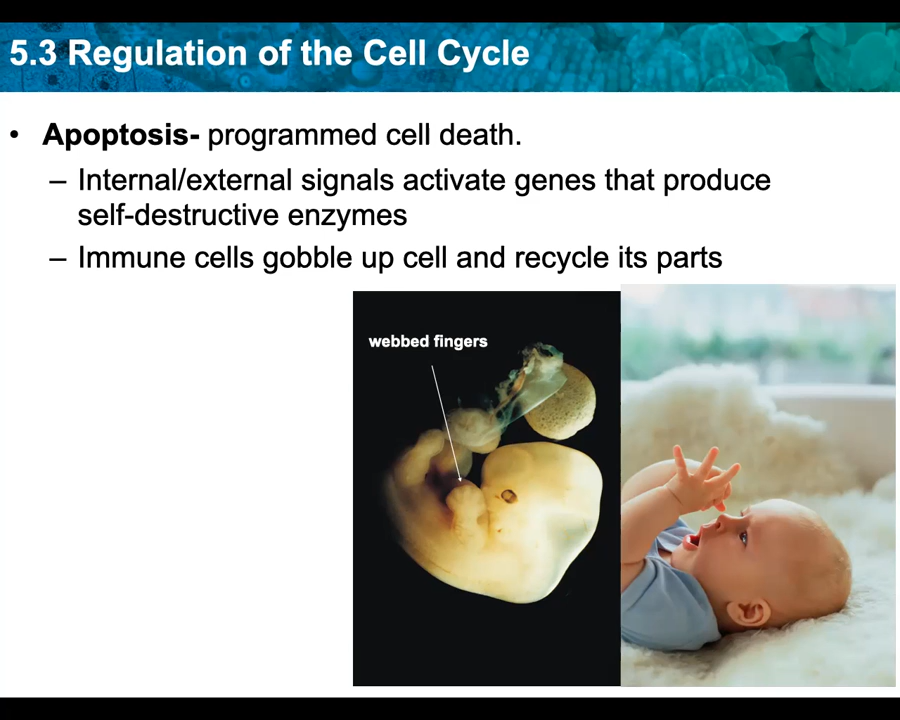 5.3 Regulation of the Cell Cycle
• Apoptosis- programmed cell death.
– Internal/external signals activate genes that produce
self-destructive enzymes
– Immune cells gobble up cell and recycle its parts
webbed fingers